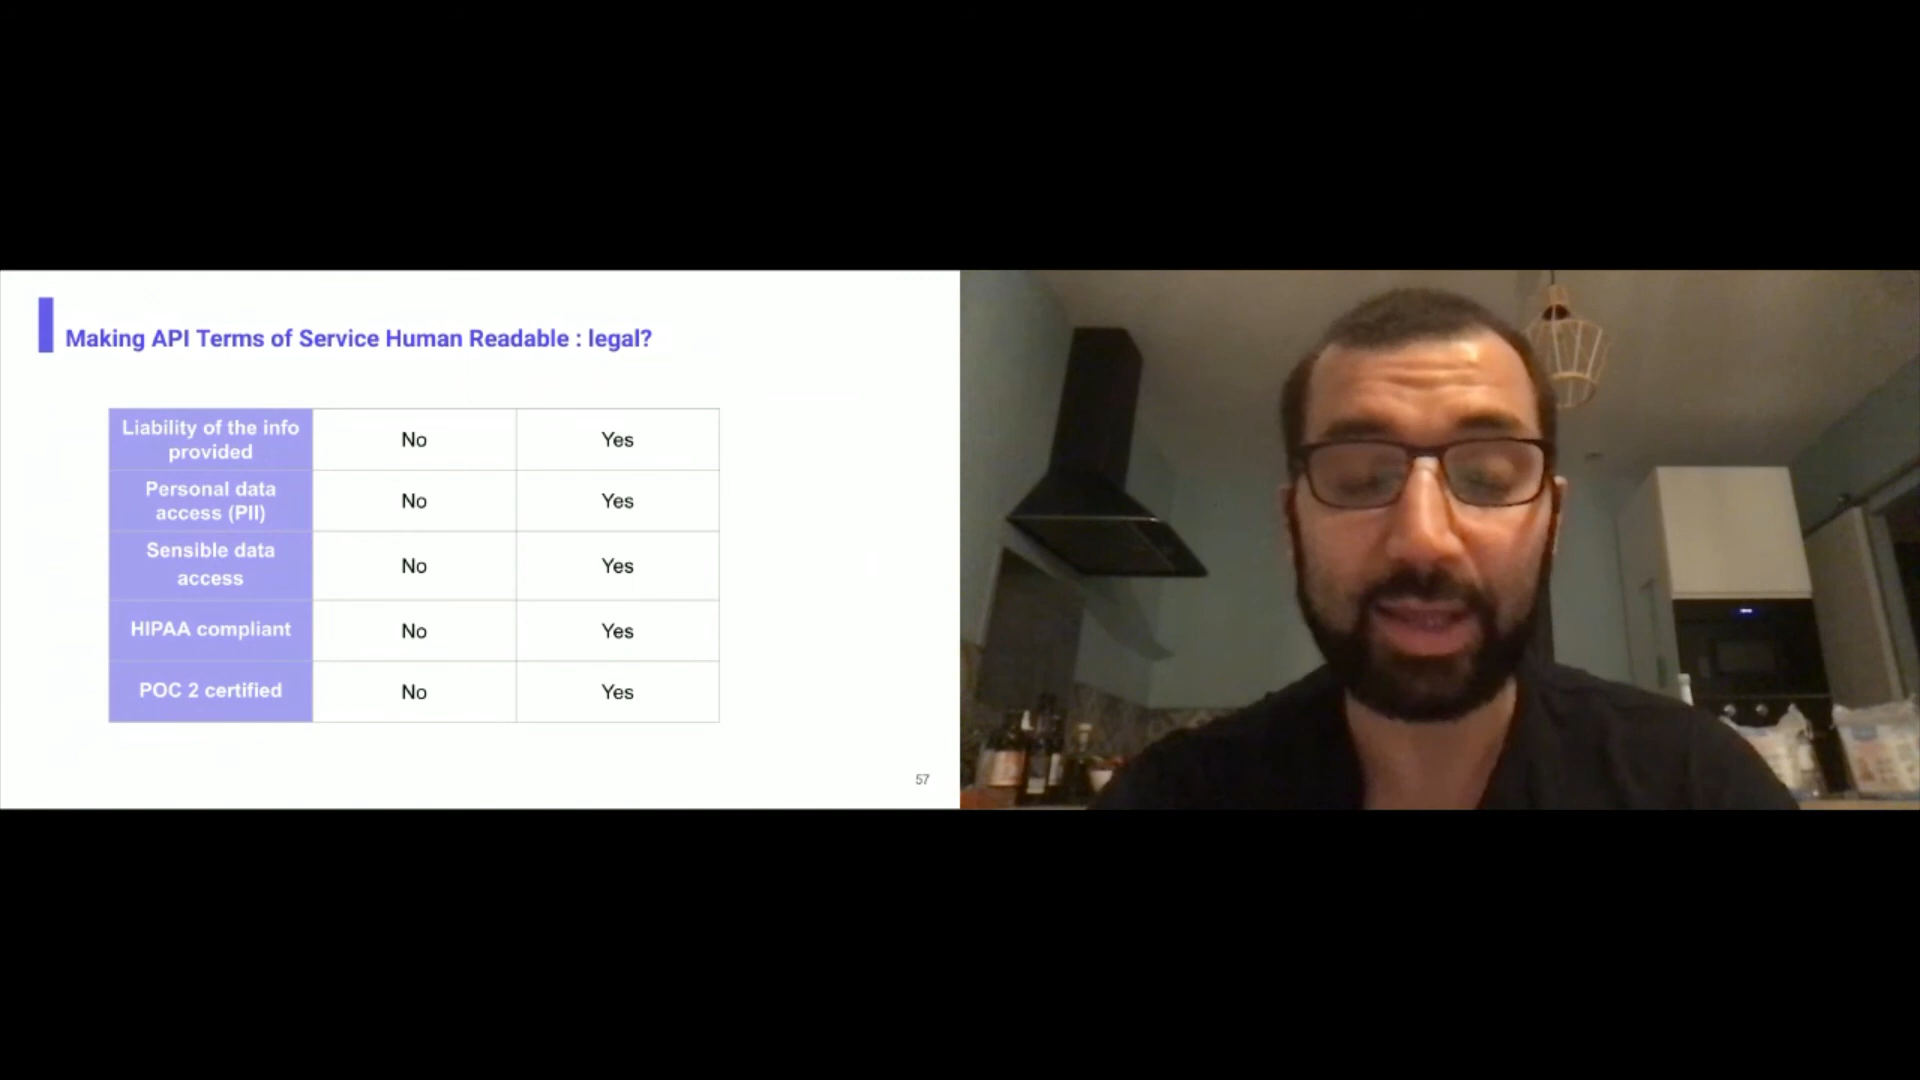 Making API Terms of Service Human Readable : legal?
Liability of the info
provided
No
Yes
Personal data
access (PII)
No
Yes
Sensible data
access
No
Yes
HIPAA compliant
No
Yes
POC 2 certified
No
Yes
57